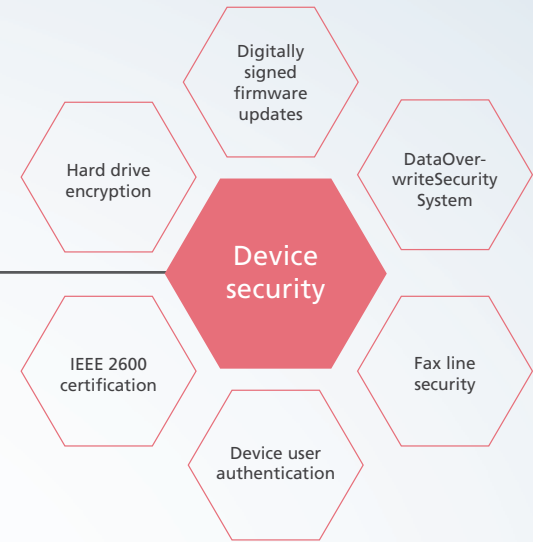 Digitally
signed
firmware
updates
Hard drive
encryption
DataOver-
writeSecurity
System
Device
security
IEEE 2600
certification
Fax line
security
Device user
authentication